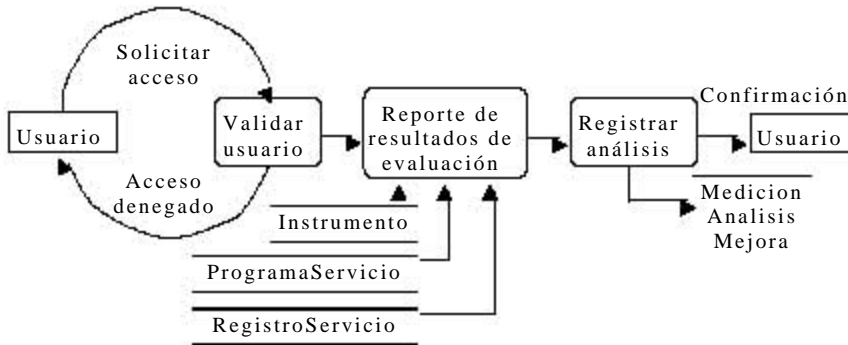 Solicitar
acceso
Usuario
Validar
usuario
Acceso
denegado
Reporte de
resultados de
evaluación
Registrar
análisis
Confirmación
Usuario
Medicion
Analisis
Mejora
Instrumento
ProgramaServicio
RegistroServicio